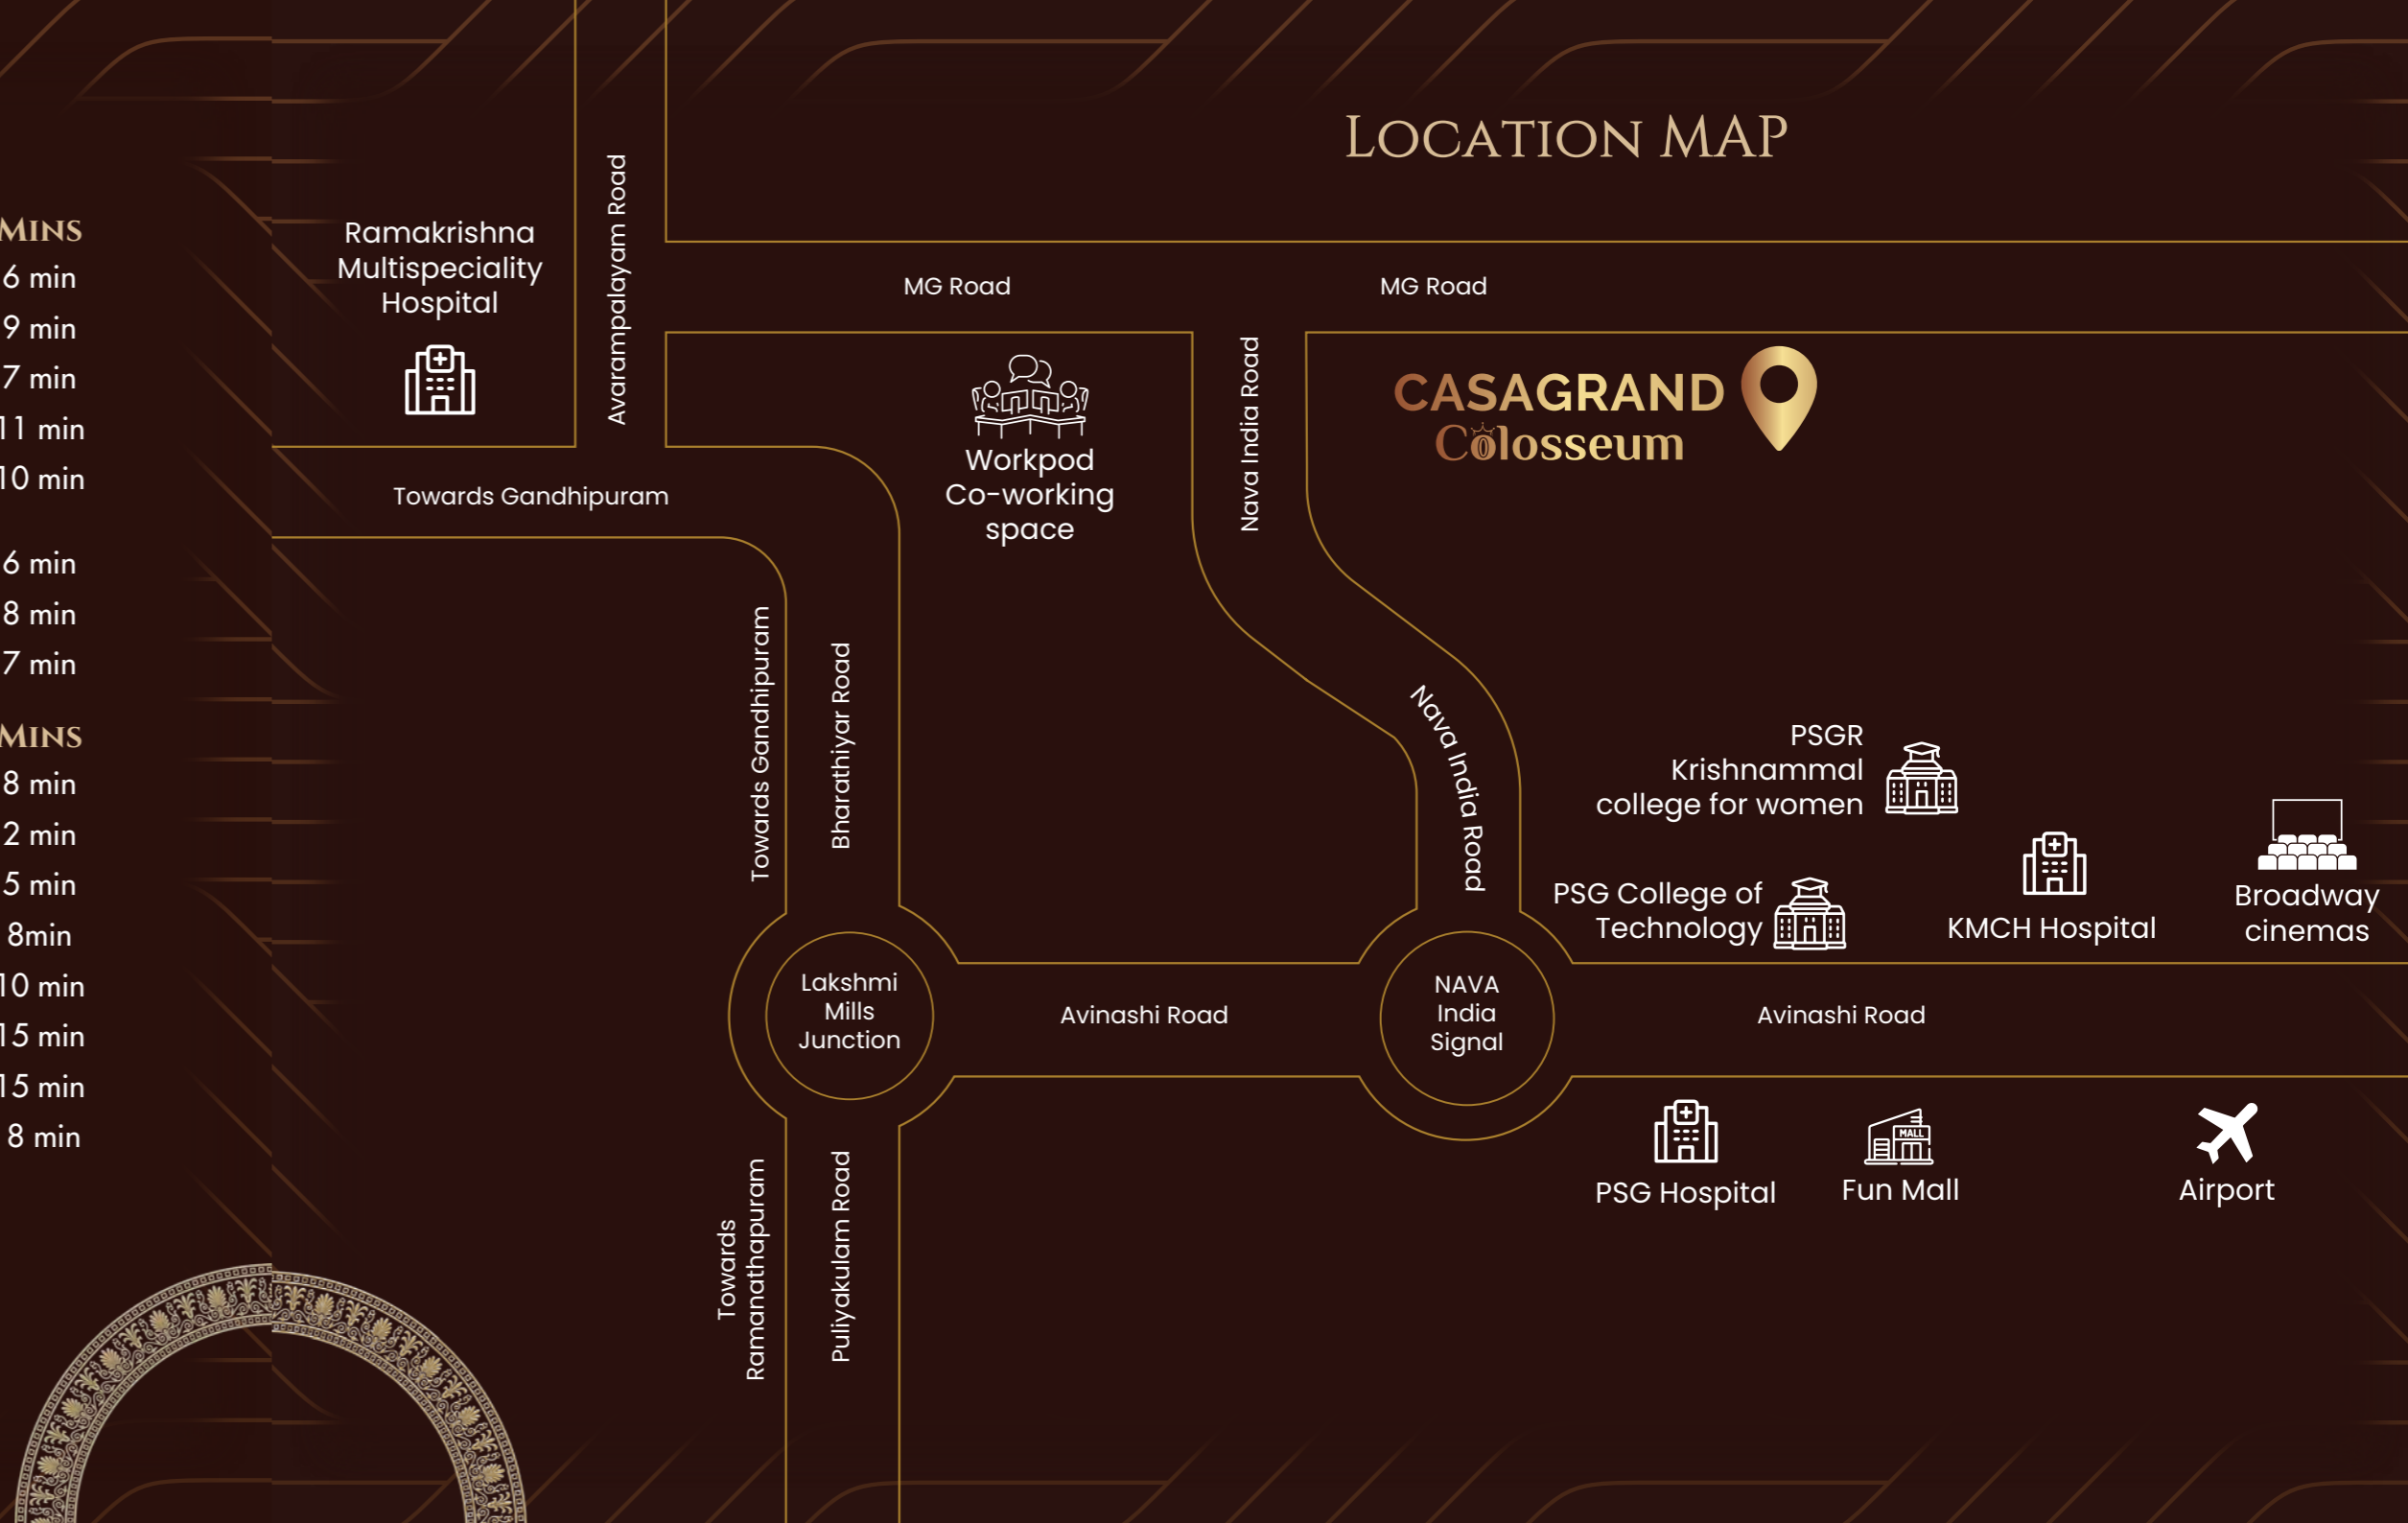 MINS
6 min
9 min
7 min
11 min
10 min
6 min
8 min
7 min
MINS
8 min
2 min
5 min
8min
10 min
15 min
15 min
8 min
LOCATION MAP
Ramakrishna
Multispeciality
Hospital
Avarampalayam Road
MG Road
MG Road
Towards Gandhipuram
Workpod
Co-working
space
Nava India Road
CASAGRAND
Colosseum
Towards Gandhipuram
Bharathiyar Road
Nava India Road
PSGR
Krishnammal
college for women
PSG College of
Technology
KMCH Hospital
Broadway
cinemas
Lakshmi
Mills
Junction
Avinashi Road
NAVA
India
Signal
Avinashi Road
Towards
Ramanathapuram
Puliyakulam Road
PSG Hospital
MALL
Fun Mall
Airport